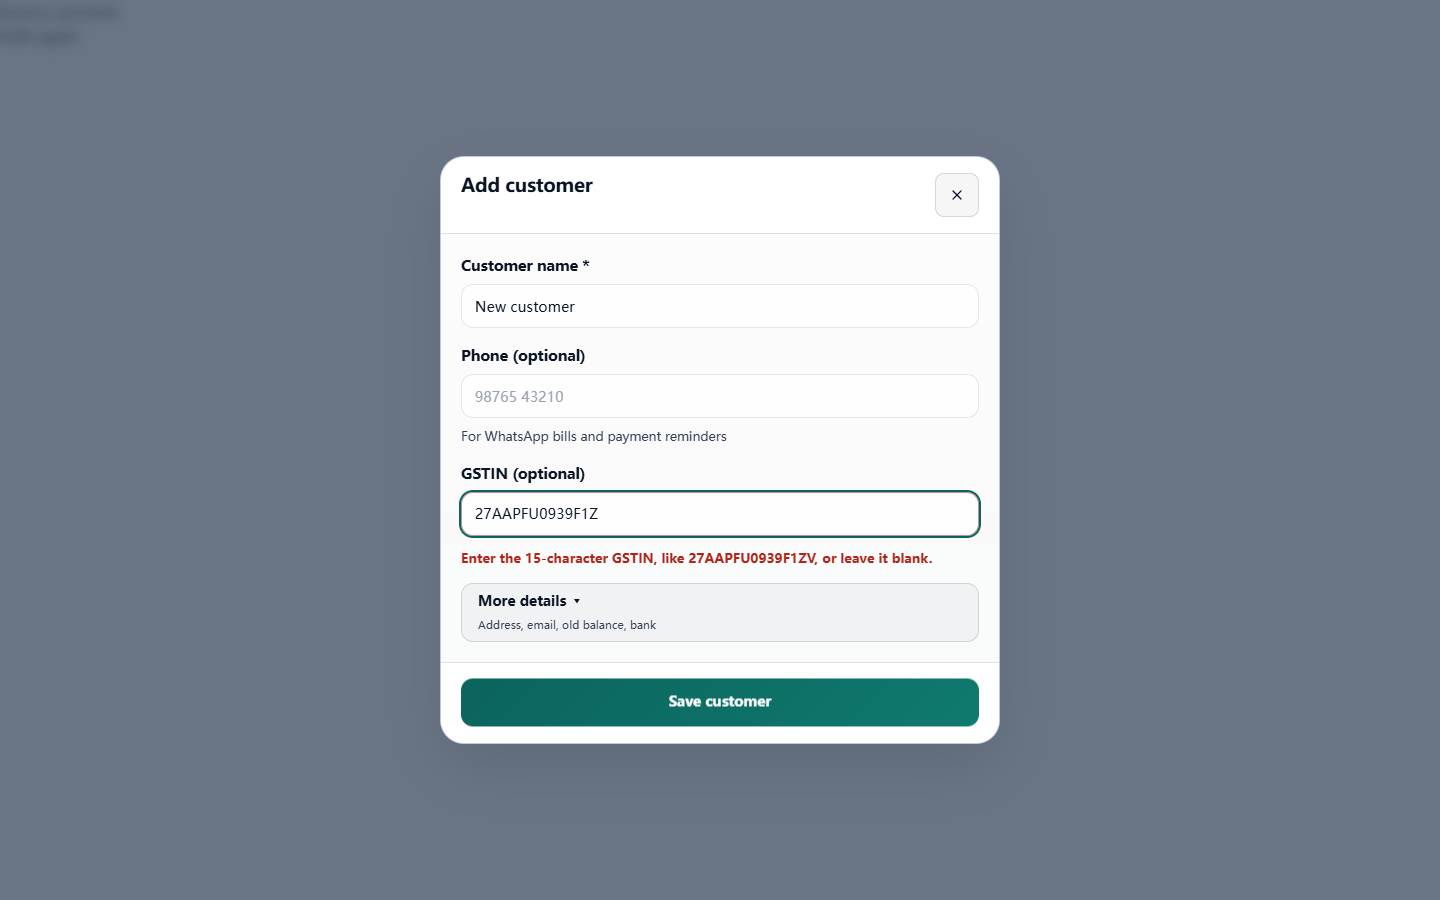 Add customer
×
Customer name *
New customer
Phone (optional)
98765 43210
For WhatsApp bills and payment reminders
GSTIN (optional)
27AAPFU0939F1Z
Enter the 15-character GSTIN, like 27AAPFU0939F1ZV, or leave it blank.
More details ▾
Address, email, old balance, bank
Save customer